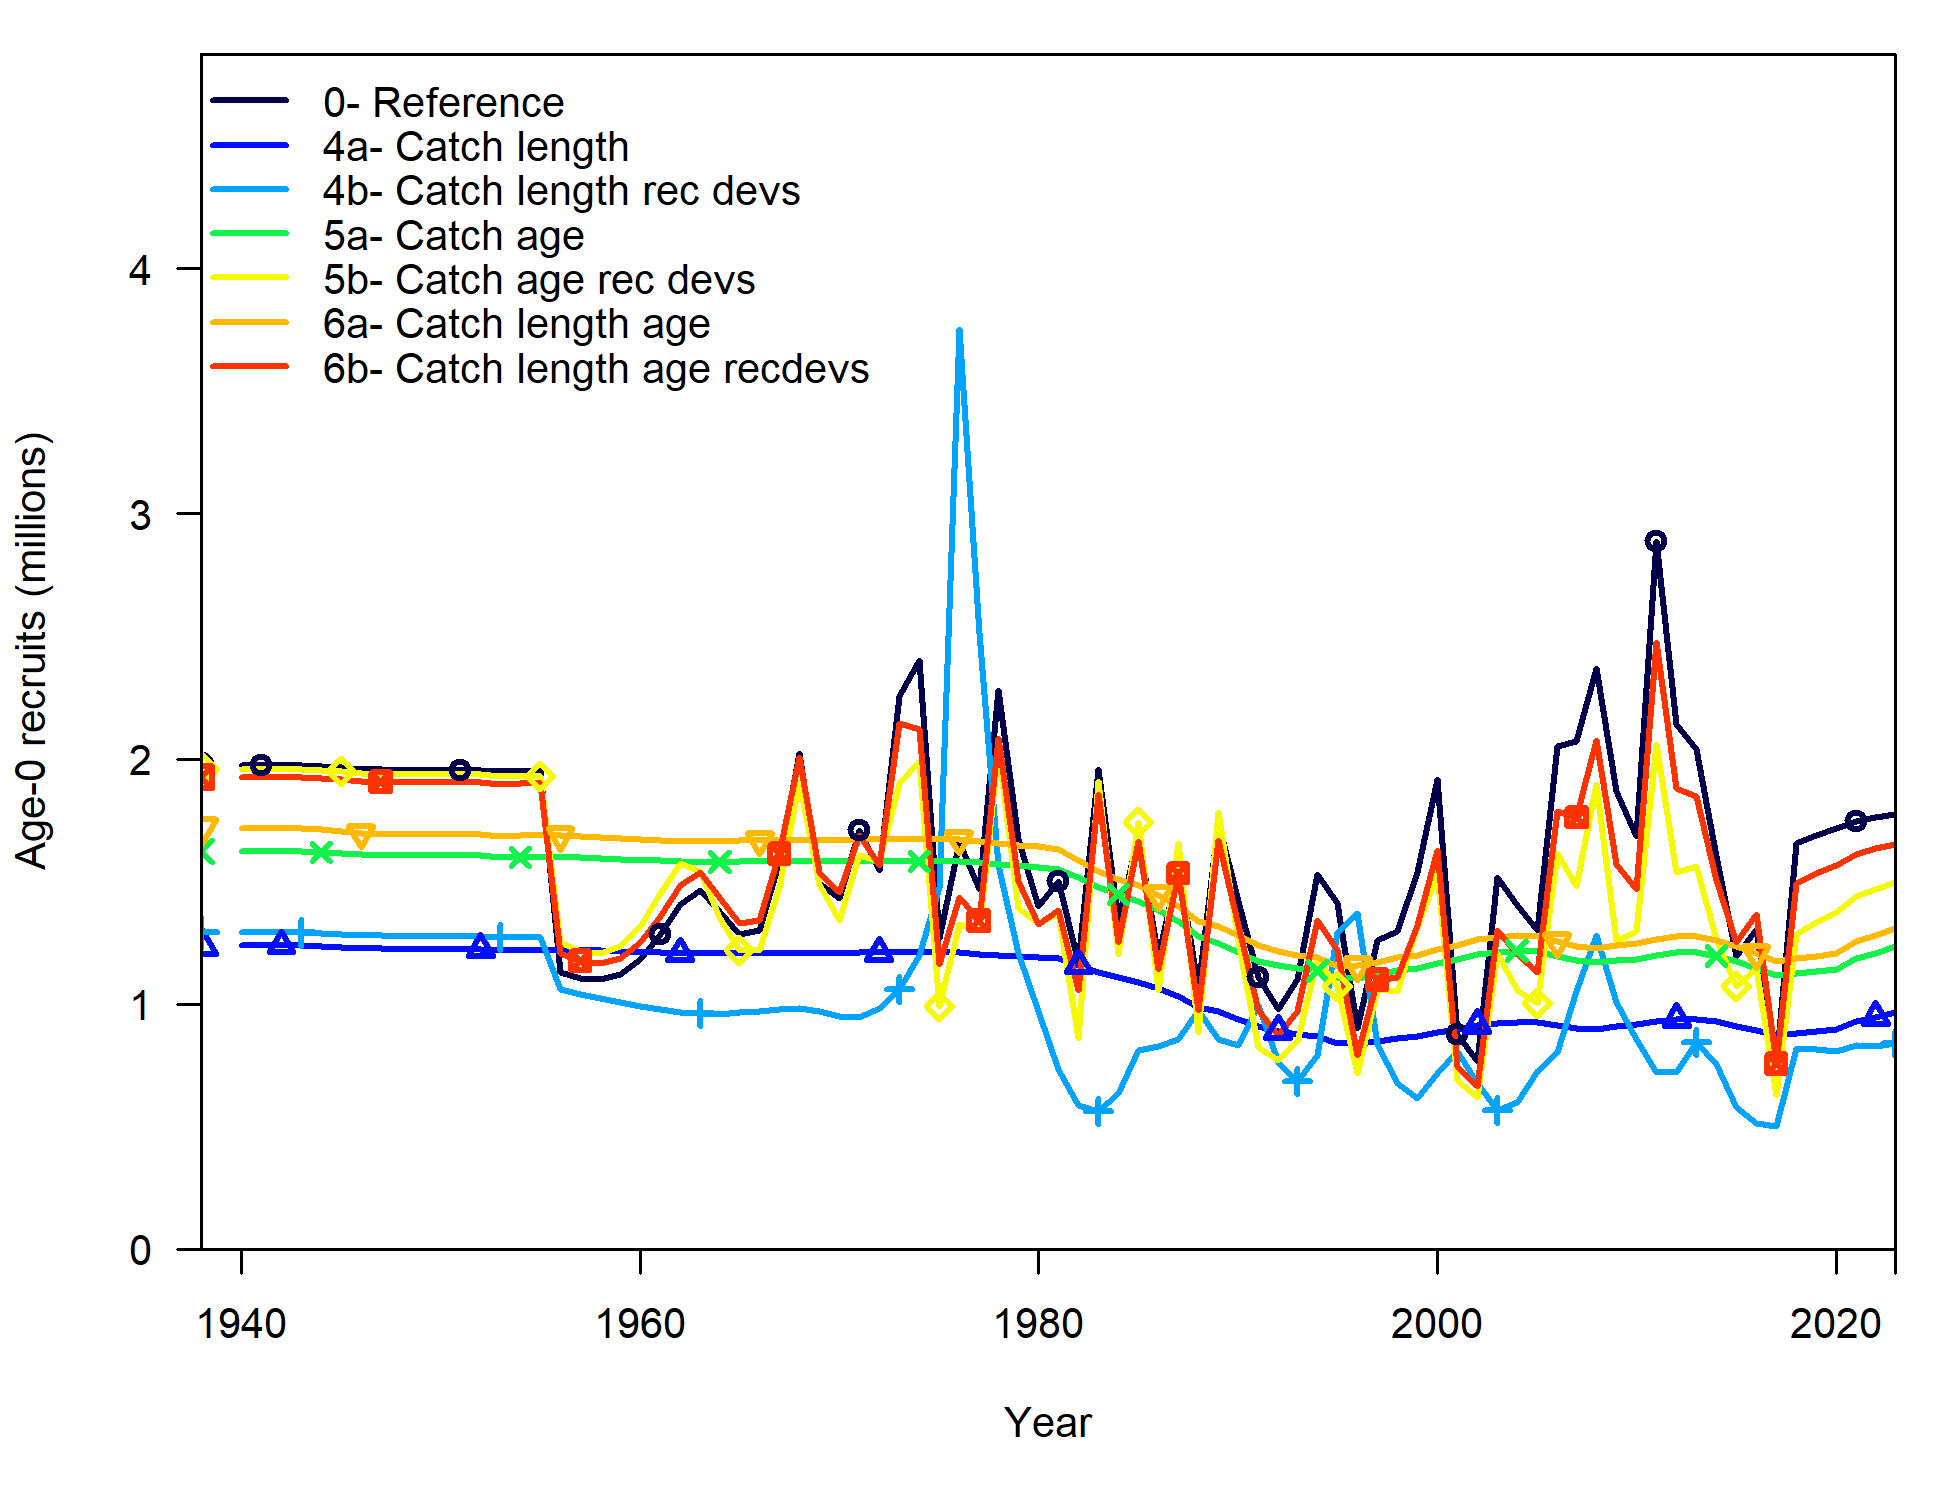 0- Reference
4a- Catch length
4b- Catch length rec devs
5a- Catch age
5b- Catch age rec devs
6a- Catch length age
6b- Catch length age recdevs
Age-0 recruits (millions)
4
3
2
1
0
1940 1960 1980 2000 2020
Year